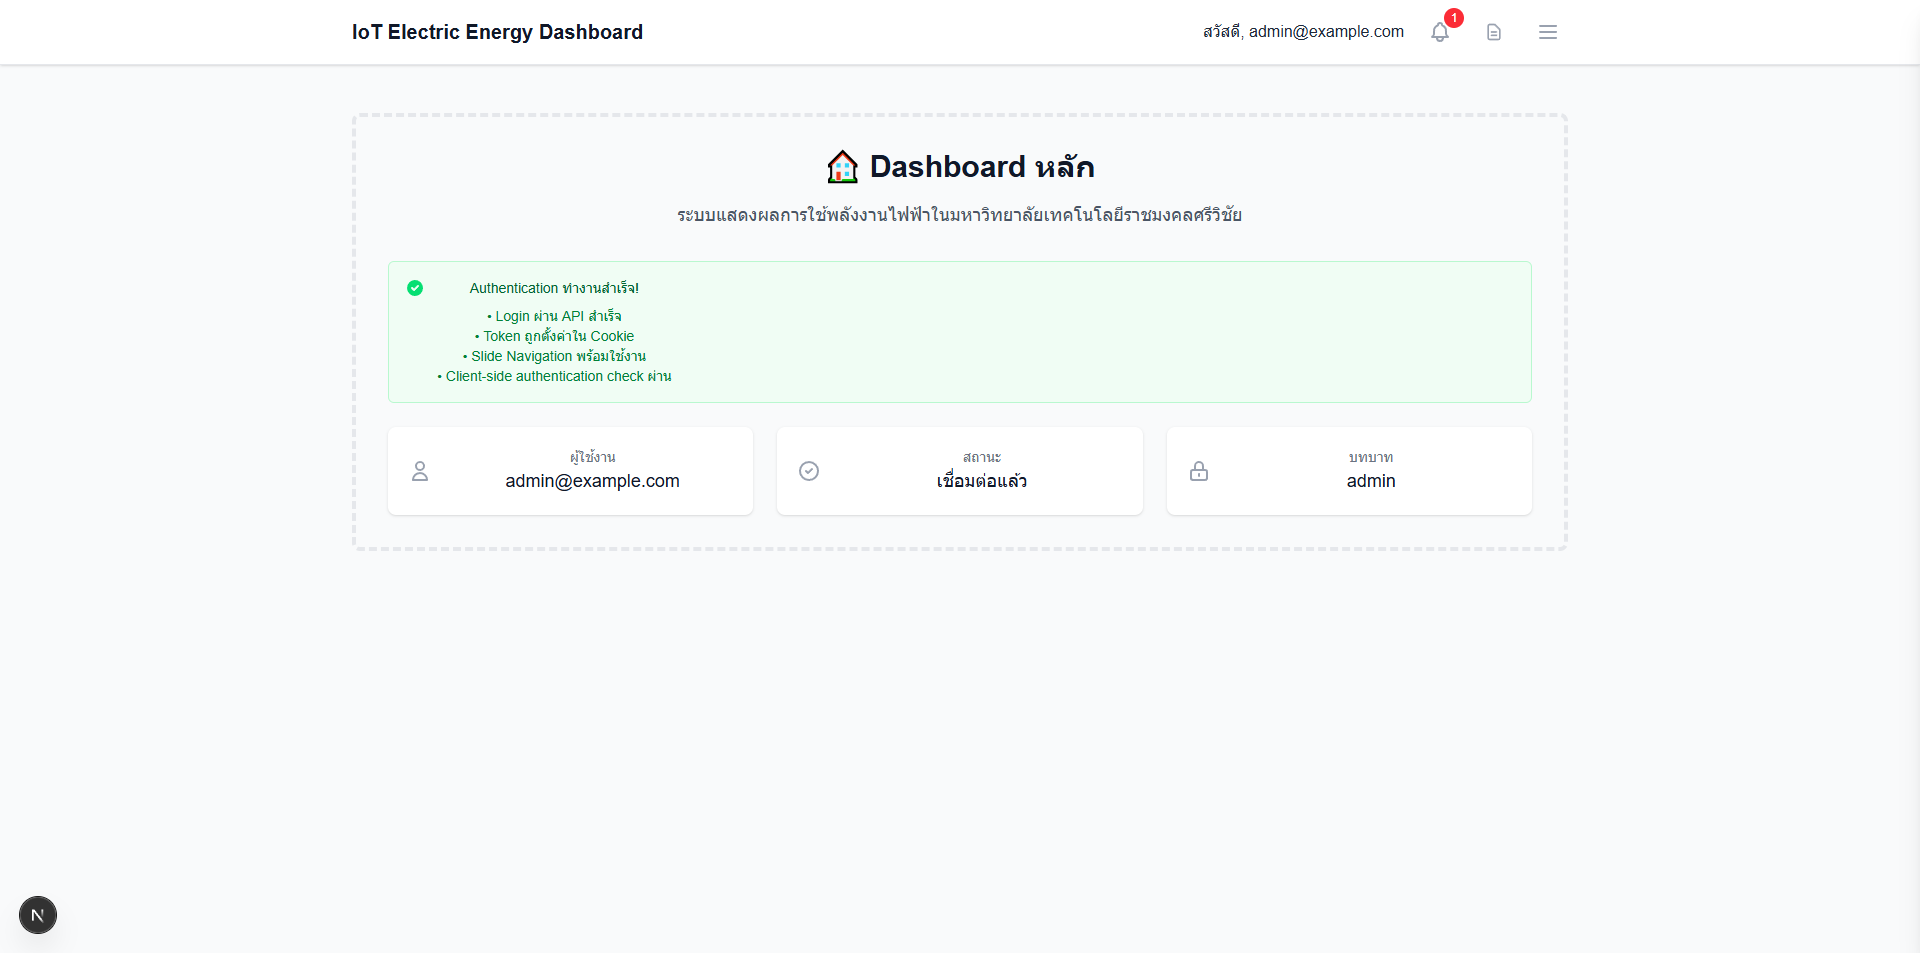 IoT Electric Energy Dashboard
สวัสดี, admin@example.com
1
Dashboard หลัก
ระบบแสดงผลการใช้พลังงานไฟฟ้าในมหาวิทยาลัยเทคโนโลยีราชมงคลศรีวิชัย
Authentication ทำงานสำเร็จ!
• Login ผ่าน API สำเร็จ
• Token ถูกตั้งค่าใน Cookie
• Slide Navigation พร้อมใช้งาน
• Client-side authentication check ผ่าน
ผู้ใช้งาน
admin@example.com
สถานะ
เชื่อมต่อแล้ว
บทบาท
admin
N